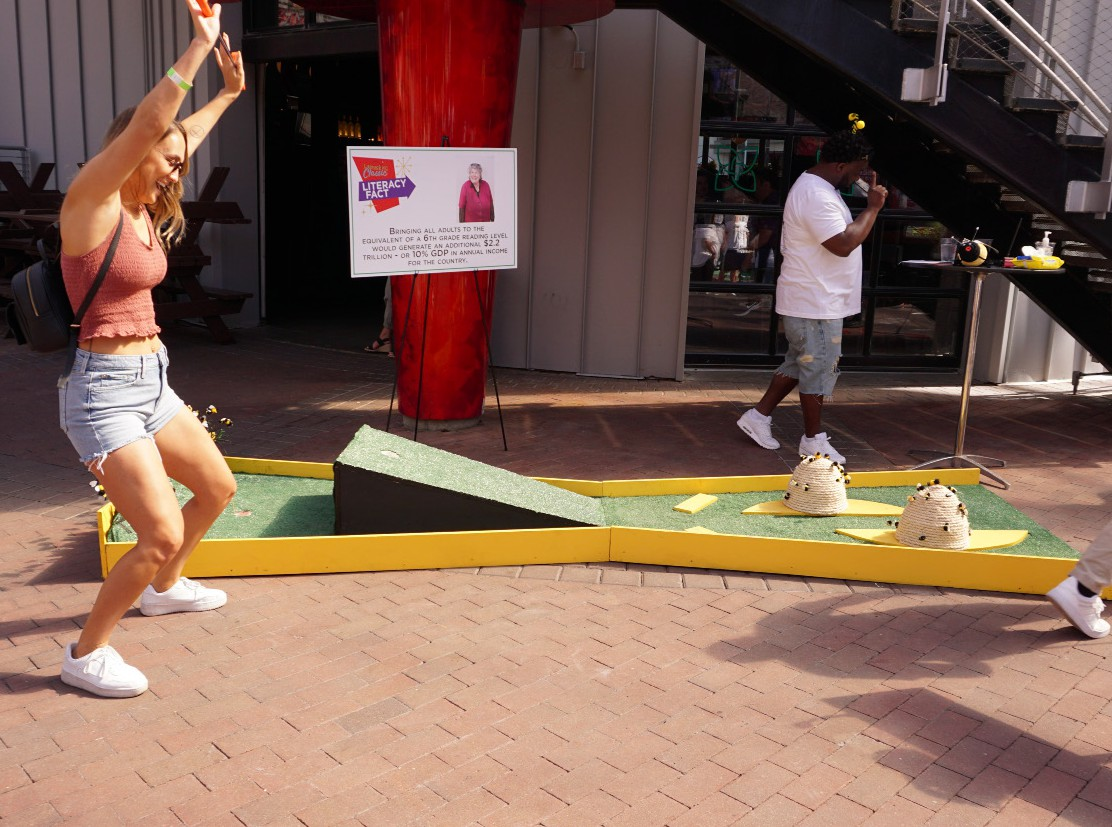 LITERACY
FACT
BRINGING ALL ADULTS TO THE
EQUIVALENT OF A 6TH GRADE READING LEVEL
WOULD GENERATE AN ADDITIONAL $2.2
TRILLION - OR 10% GDP IN ANNUAL INCOME
FOR THE COUNTRY.